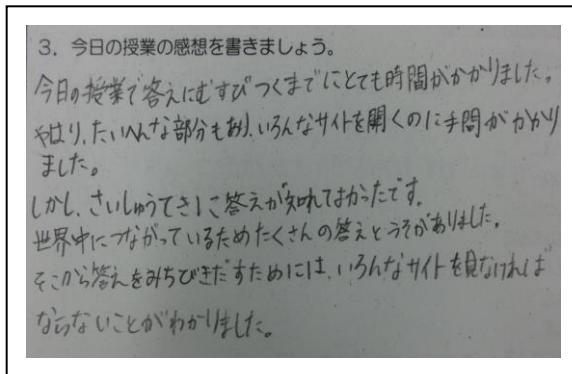 3. 今日の授業の感想を書きましょう。
今日の授業で答えにむすびつくまでにとても時間がかかりました。
やはり、たいへんな部分もあり、いろんなサイトを開くのに手間がかかり
ました。
しかし、さいしゅうてきに答えが知れてよかったです。
世界中につながっているためたくさんの答えとうそがありました。
そこから答えをみちびきだすためには、いろんなサイトを見なければ
ならないことがわかりました。